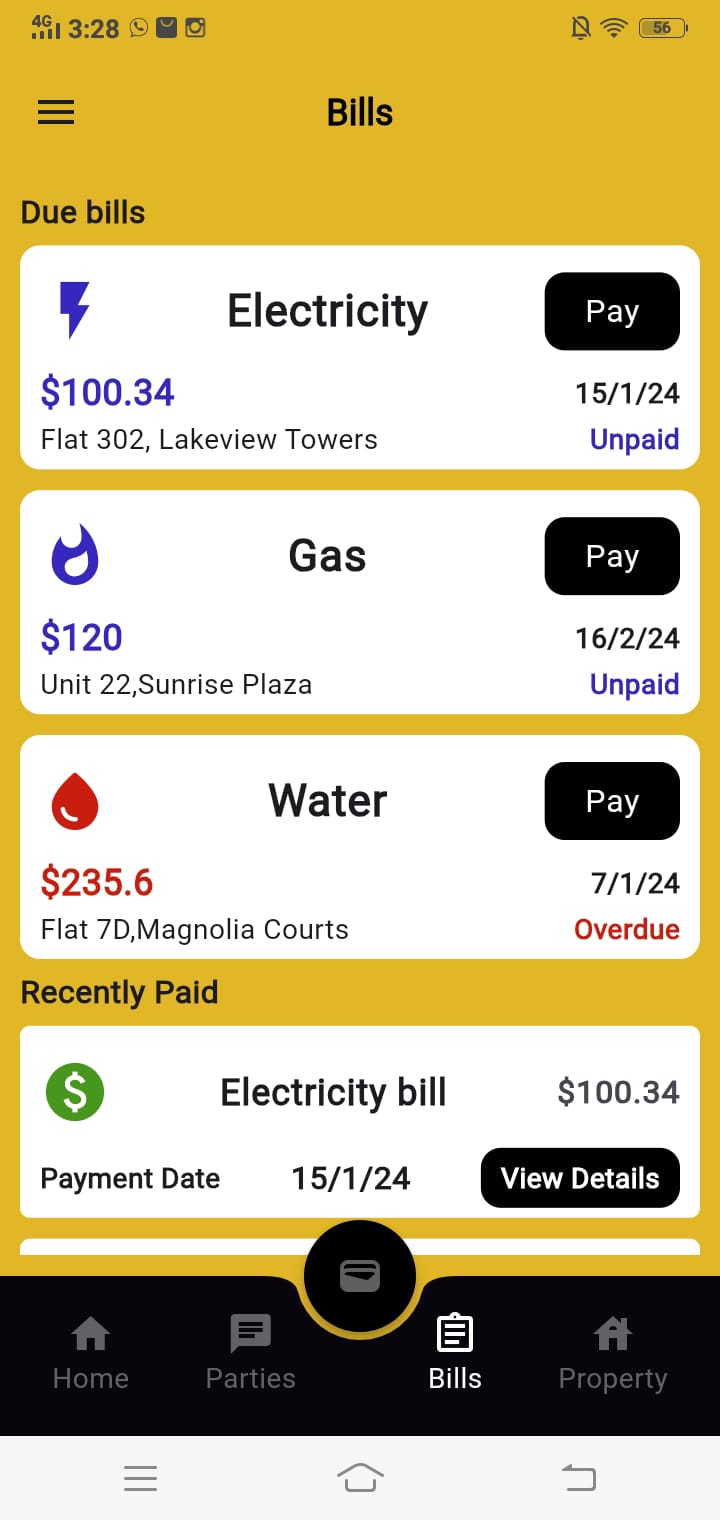 4G 3:28 56
Bills
Due bills
Electricity Pay
$100.34 15/1/24
Flat 302, Lakeview Towers Unpaid
Gas Pay
$120 16/2/24
Unit 22,Sunrise Plaza Unpaid
Water Pay
$235.6 7/1/24
Flat 7D,Magnolia Courts Overdue
Recently Paid
$ Electricity bill $100.34
Payment Date 15/1/24 View Details
Home Parties Bills Property